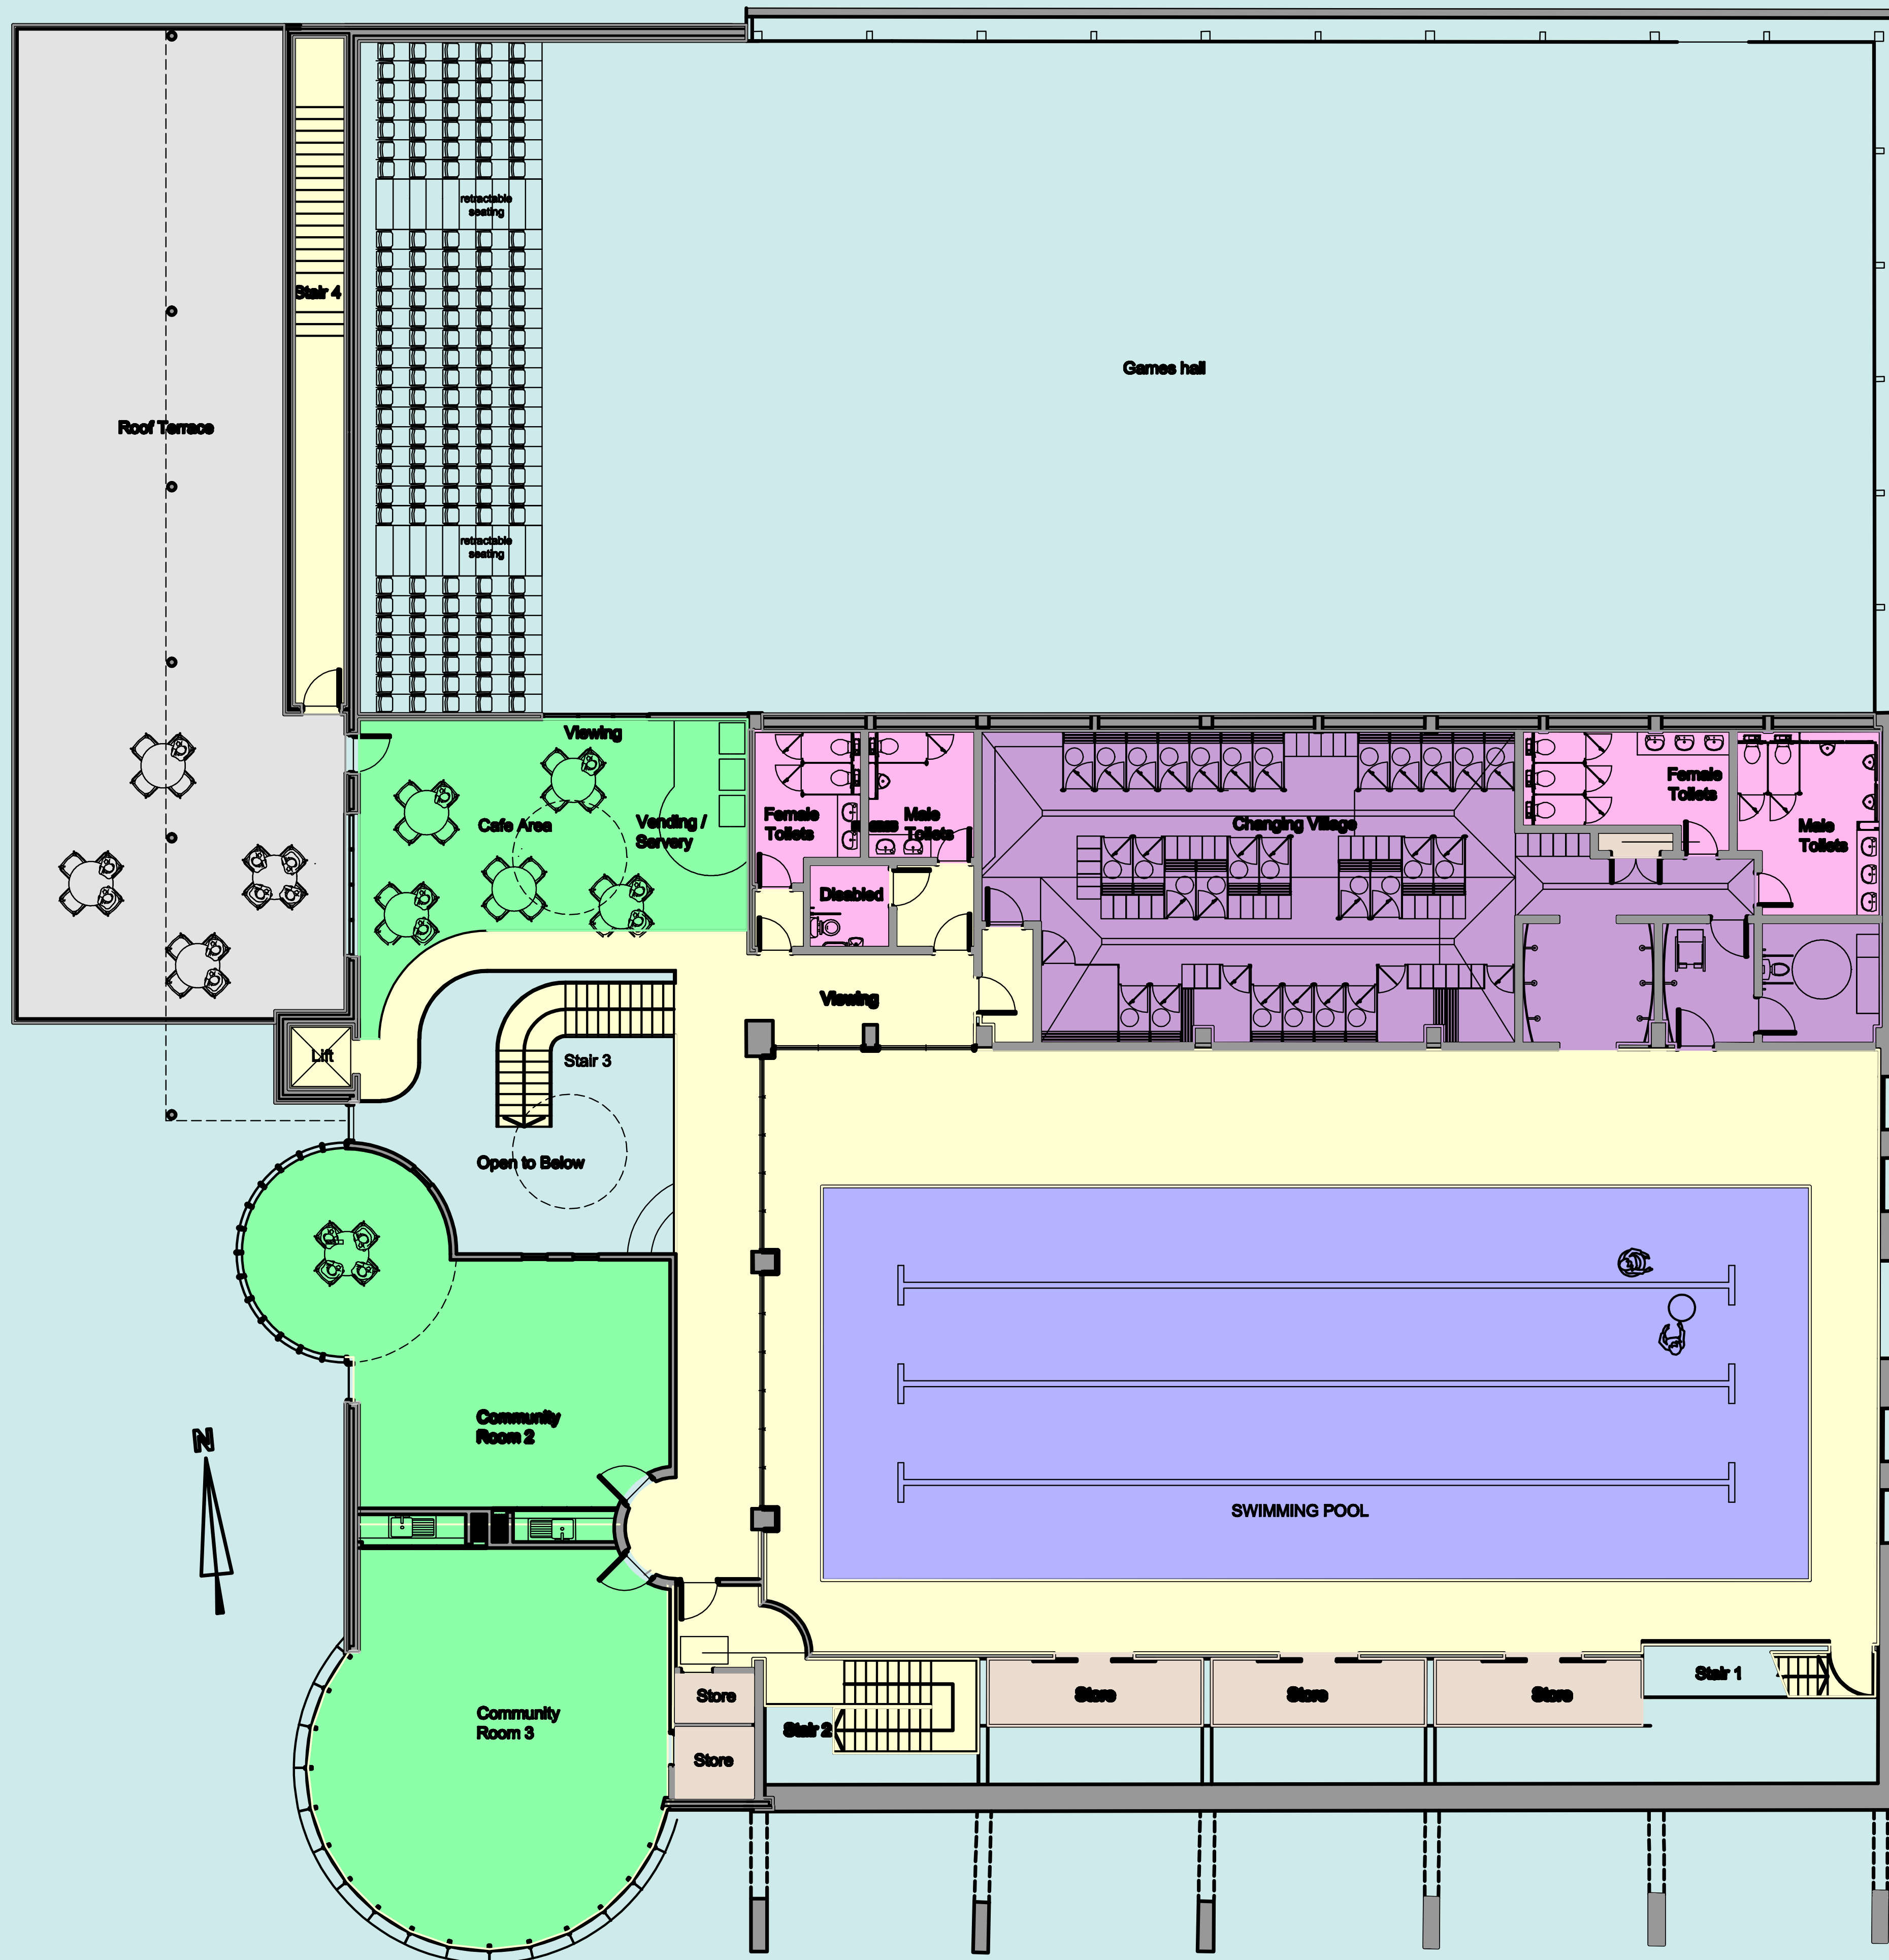 retractable
seating
Stair 4
Games hall
Roof Terrace
retractable
seating
Viewing
Female
Toilets
Cafe Area
Vending /
Servery
Female
Toilets
Male
Toilets
Changing Village
Male
Toilets
Disabled
Viewing
Lift
Stair 3
Open to Below
Community
Room 2
N
SWIMMING POOL
Stair 1
Store
Store
Store
Store
Community
Room 3
Stair 2
Store